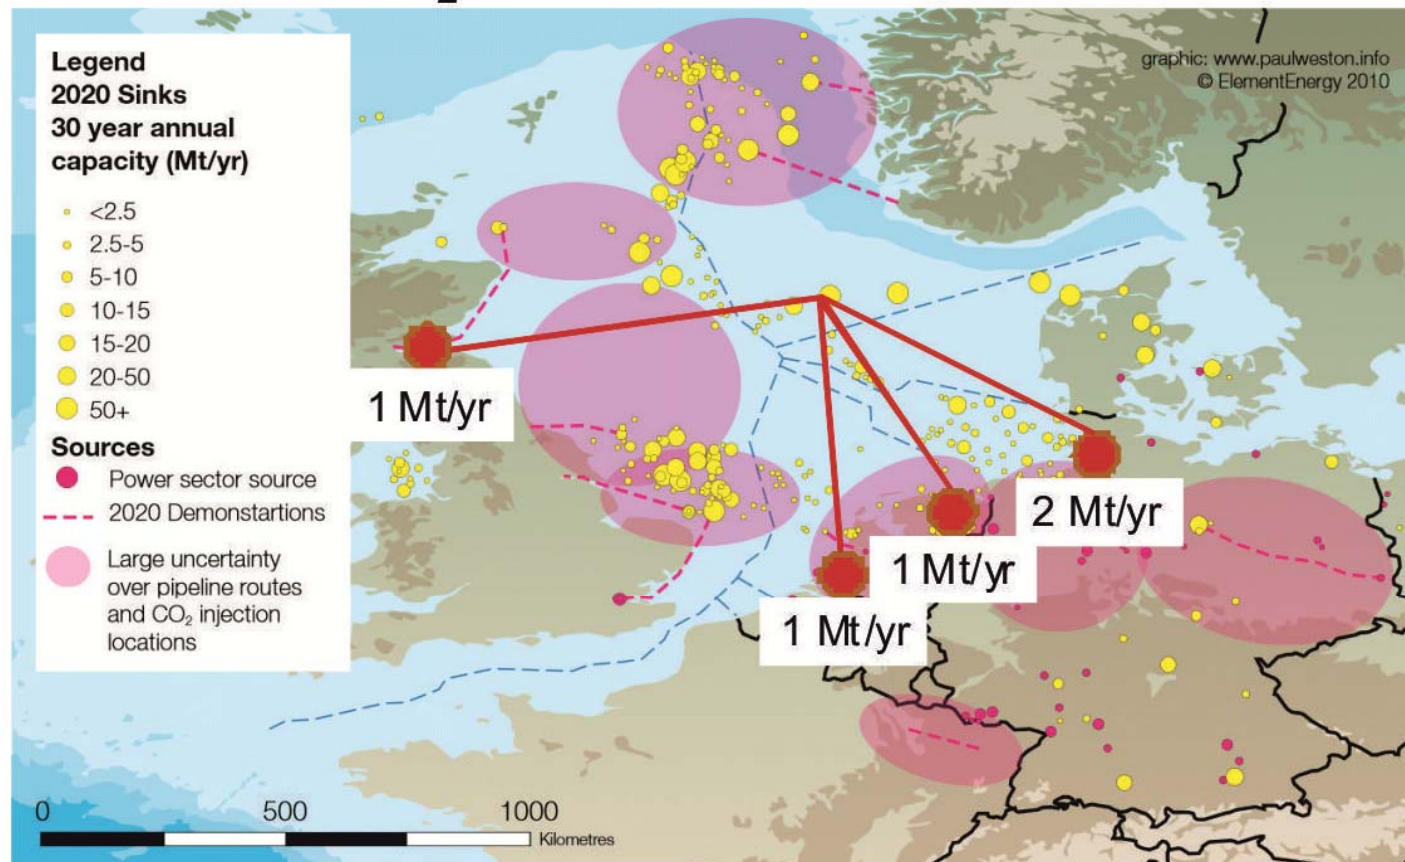 2
Legend
2020 Sinks
30 year annual
capacity (Mt/yr)
<2.5
2.5-5
5-10
10-15
15-20
20-50
50+
Sources
Power sector source
2020 Demonstartions
Large uncertainty
over pipeline routes
and CO₂ injection
locations
graphic: www.paulweston.info
© ElementEnergy 2010
1 Mt/yr
2 Mt/yr
1 Mt/yr
1 Mt/yr
0
500
1000
Kilometres